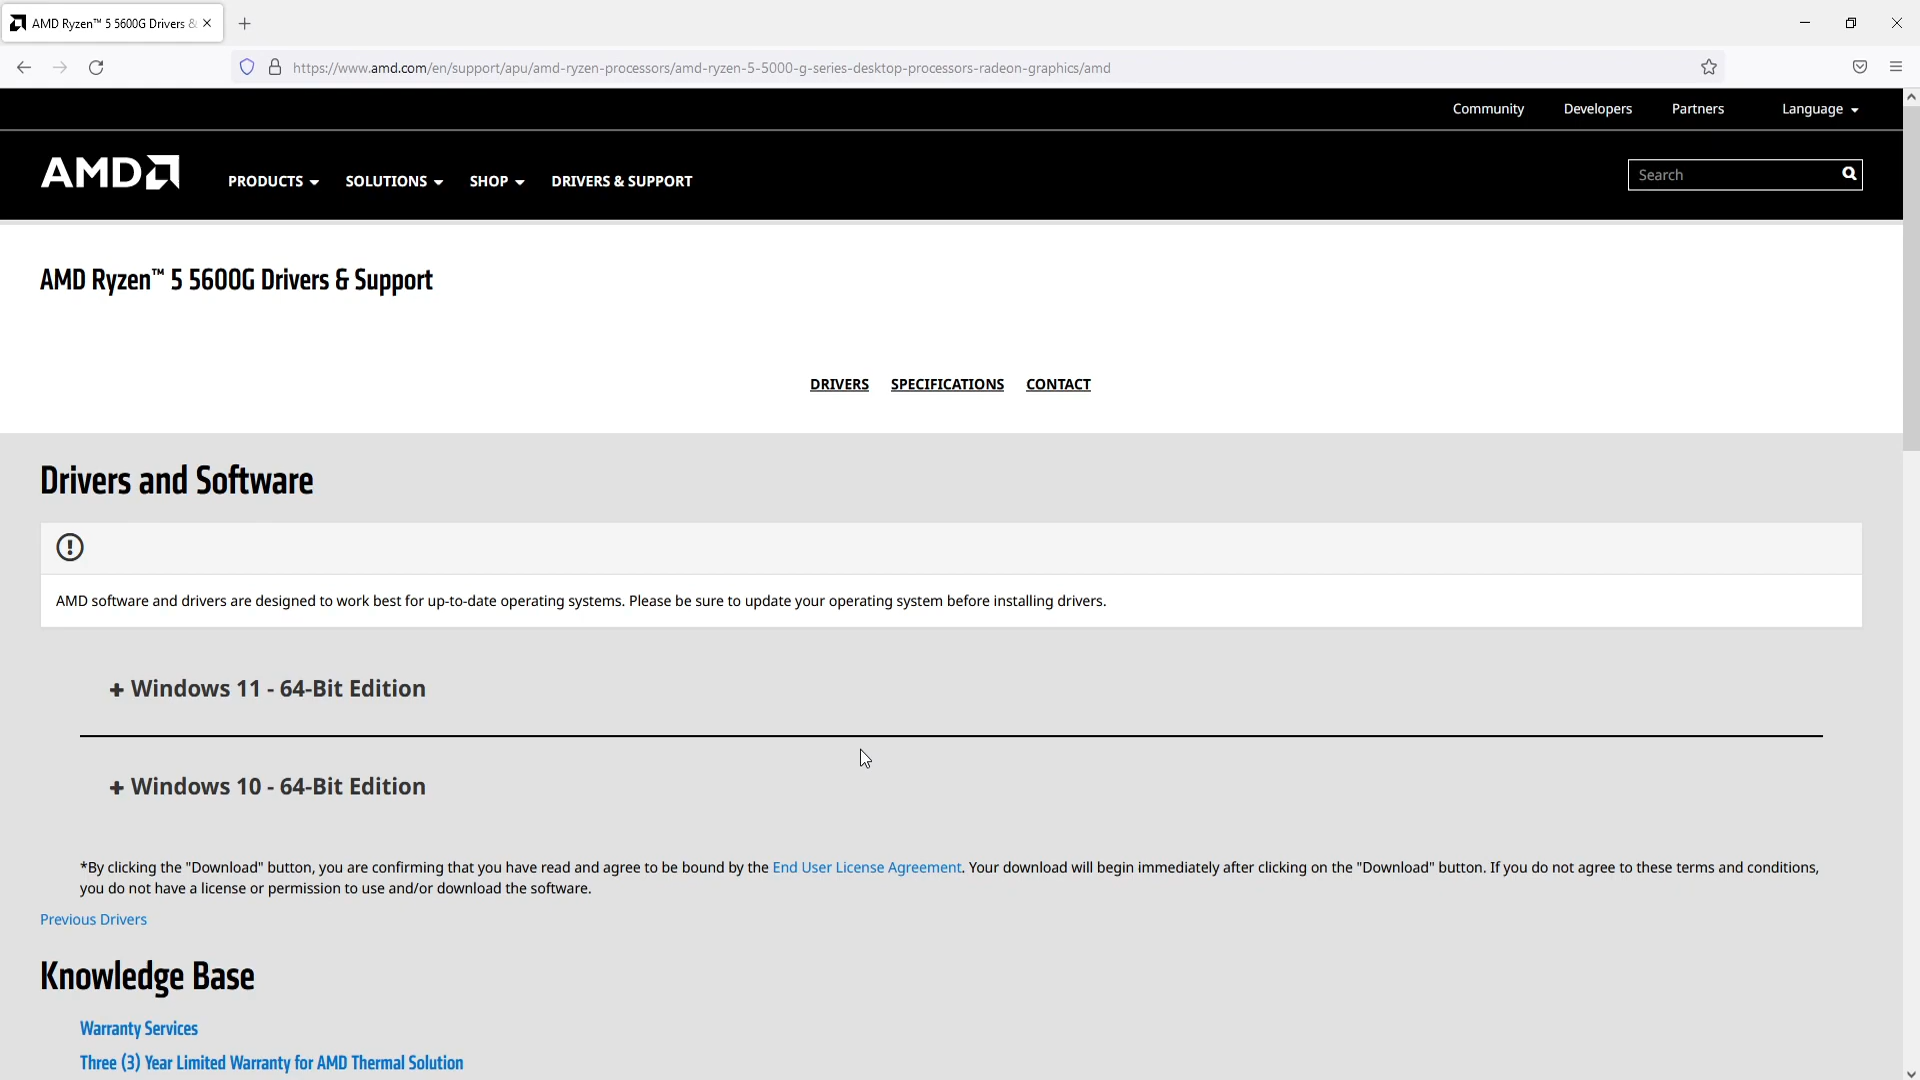 AMD Ryzen™ 5 5600G Drivers &
https://www.amd.com/en/support/apu/amd-ryzen-processors/amd-ryzen-5-5000-g-series-desktop-processors-radeon-graphics/amd
Community Developers Partners Language
AMD PRODUCTS SOLUTIONS SHOP DRIVERS & SUPPORT Search
AMD Ryzen™ 5 5600G Drivers & Support
DRIVERS SPECIFICATIONS CONTACT
Drivers and Software
AMD software and drivers are designed to work best for up-to-date operating systems. Please be sure to update your operating system before installing drivers.
+ Windows 11 - 64-Bit Edition
+ Windows 10 - 64-Bit Edition
*By clicking the "Download" button, you are confirming that you have read and agree to be bound by the End User License Agreement. Your download will begin immediately after clicking on the "Download" button. If you do not agree to these terms and conditions,
you do not have a license or permission to use and/or download the software.
Previous Drivers
Knowledge Base
Warranty Services
Three (3) Year Limited Warranty for AMD Thermal Solution